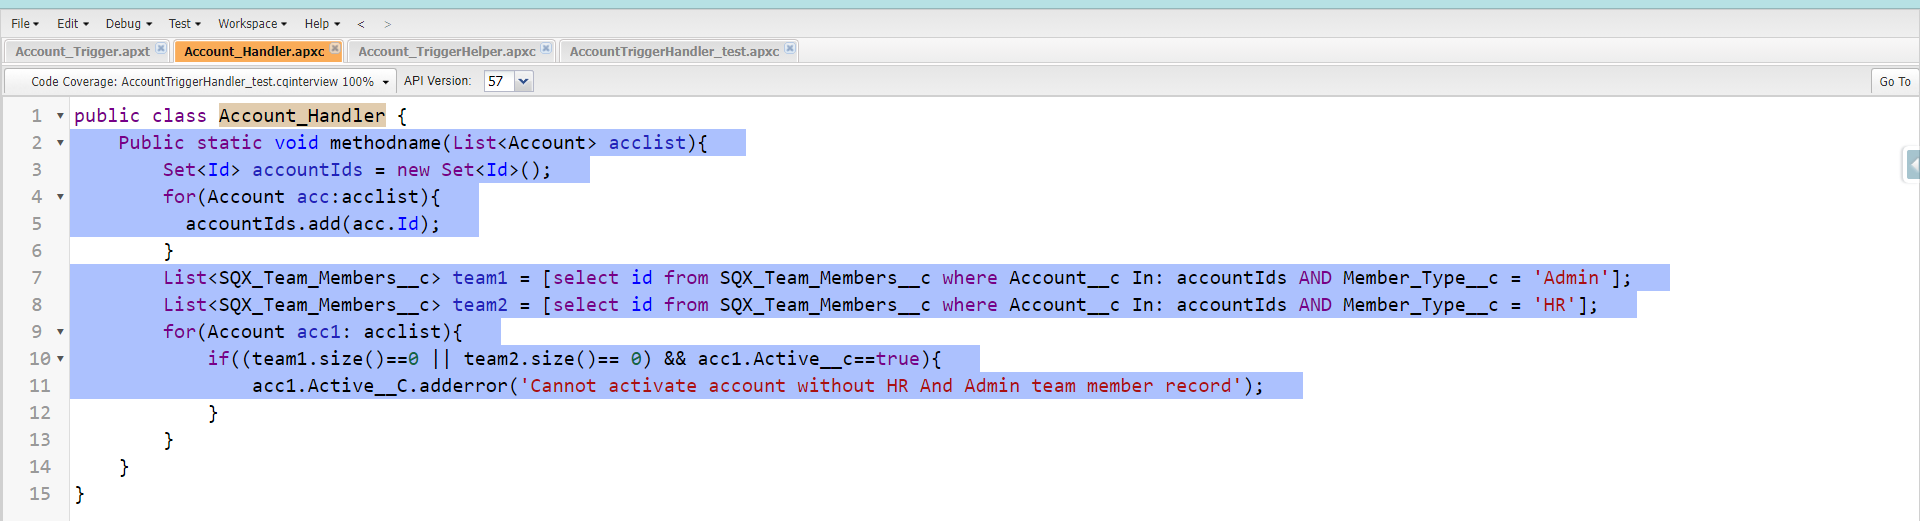 File Edit Debug Test Workspace Help < >
Account_Trigger.apxt Account_Handler.apxc Account_TriggerHelper.apxc AccountTriggerHandler_test.apxc
Code Coverage: AccountTriggerHandler_test.cqinterview 100% API Version: 57 Go To
1 public class Account_Handler {
2 Public static void methodname(List<Account> acclist){
3 Set<Id> accountIds = new Set<Id>();
4 for(Account acc:acclist){
5 accountIds.add(acc.Id);
6 }
7 List<SQX_Team_Members__c> team1 = [select id from SQX_Team_Members__c where Account__c In: accountIds AND Member_Type__c = 'Admin'];
8 List<SQX_Team_Members__c> team2 = [select id from SQX_Team_Members__c where Account__c In: accountIds AND Member_Type__c = 'HR'];
9 for(Account acc1: acclist){
10 if((team1.size()==0 || team2.size()== 0) && acc1.Active__c==true){
11 acc1.Active__C.adderror('Cannot activate account without HR And Admin team member record');
12 }
13 }
14 }
15 }